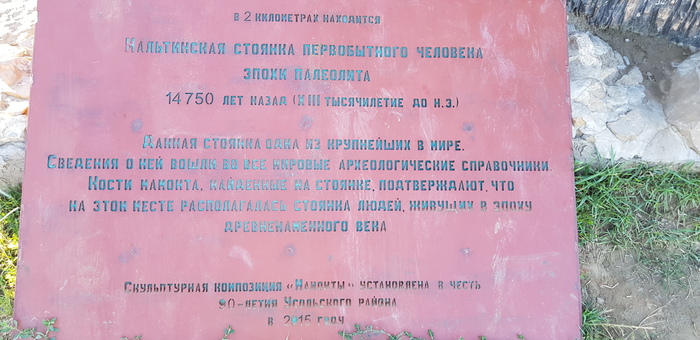 в 2 километрах находится
Мальтинская стоянка первобытного человека
эпохи палеолита
14750 лет назад (XIII тысячелетие до н.э.)
Данная стоянка одна из крупнейших в мире.
Сведения о ней вошли во все мировые археологические справочники.
Кости мамонта, найденные на стоянке, подтверждают, что
на этом месте располагалась стоянка людей, живущих в эпоху
древнекаменного века
Скульптурная композиция «Мамонты» установлена в честь
90-летия Усольского района
в 2015 году